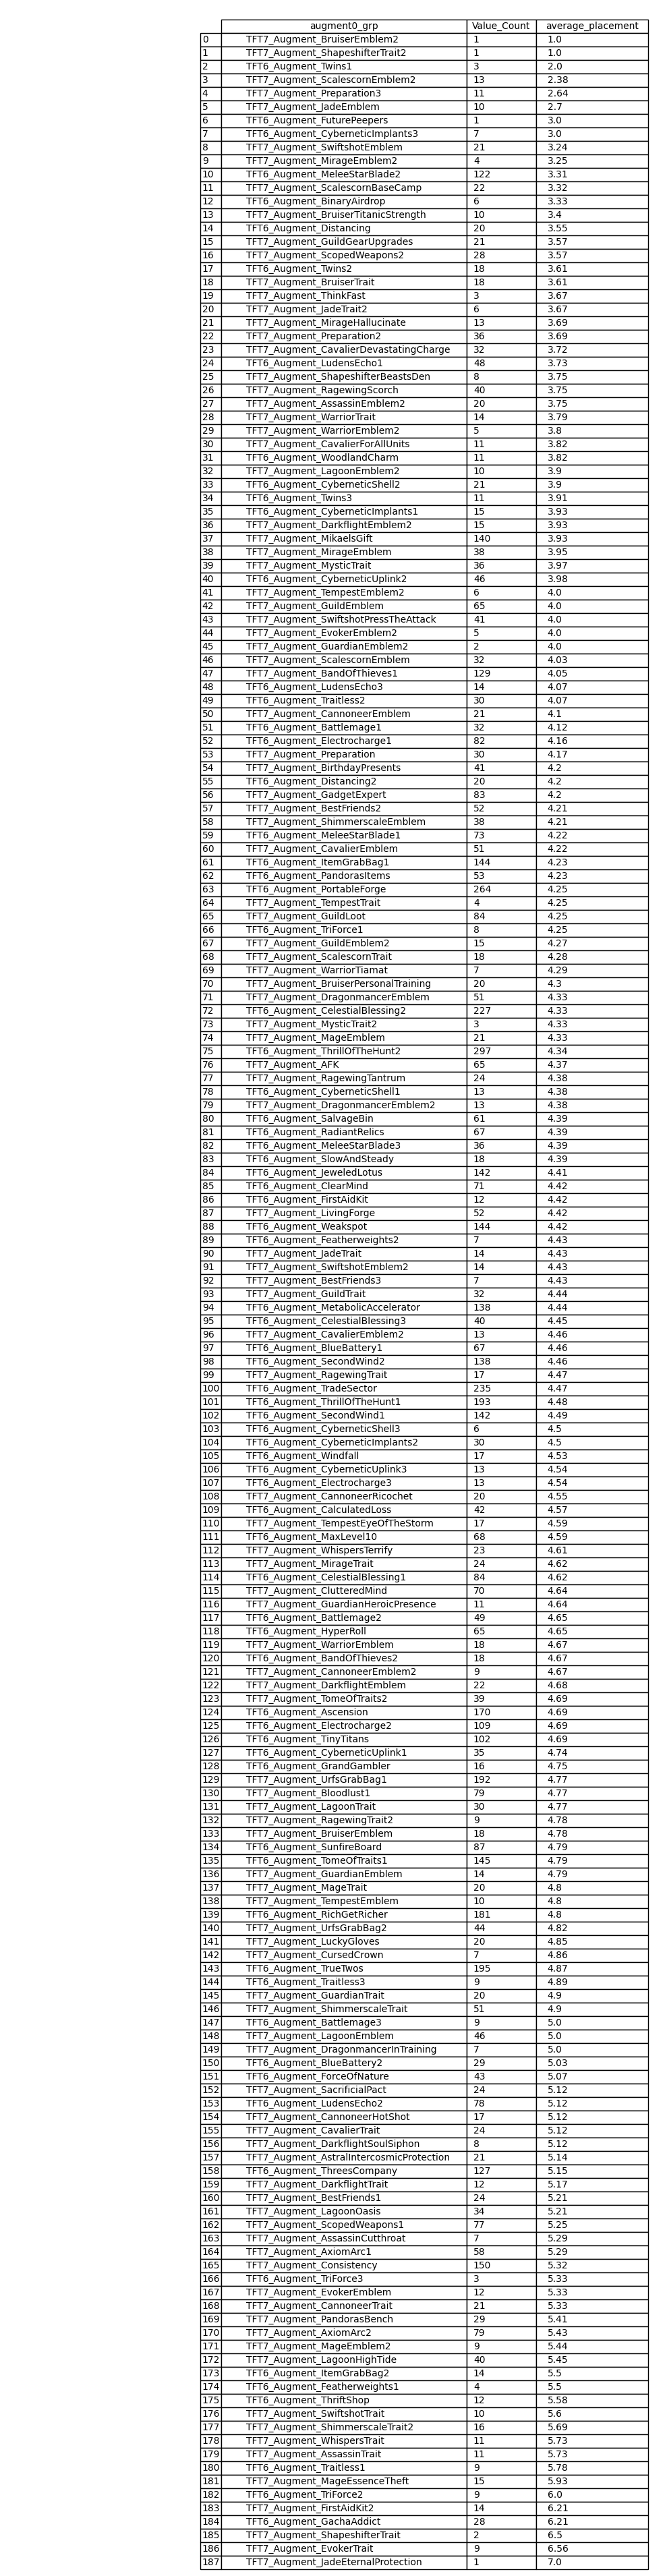 augment0_grp Value_Count average_placement
0 TFT7_Augment_BruiserEmblem2 1 1.0
1 TFT7_Augment_ShapeshifterTrait2 1 1.0
2 TFT6_Augment_Twins1 3 2.0
3 TFT7_Augment_ScalescornEmblem2 13 2.38
4 TFT7_Augment_Preparation3 11 2.64
5 TFT7_Augment_JadeEmblem 10 2.7
6 TFT6_Augment_FuturePeepers 1 3.0
7 TFT6_Augment_CyberneticImplants3 7 3.0
8 TFT7_Augment_SwiftshotEmblem 21 3.24
9 TFT7_Augment_MirageEmblem2 4 3.25
10 TFT6_Augment_MeleeStarBlade2 122 3.31
11 TFT7_Augment_ScalescornBaseCamp 22 3.32
12 TFT6_Augment_BinaryAirdrop 6 3.33
13 TFT7_Augment_BruiserTitanicStrength 10 3.4
14 TFT6_Augment_Distancing 20 3.55
15 TFT7_Augment_GuildGearUpgrades 21 3.57
16 TFT7_Augment_ScopedWeapons2 28 3.57
17 TFT6_Augment_Twins2 18 3.61
18 TFT7_Augment_BruiserTrait 18 3.61
19 TFT7_Augment_ThinkFast 3 3.67
20 TFT7_Augment_JadeTrait2 6 3.67
21 TFT7_Augment_MirageHallucinate 13 3.69
22 TFT7_Augment_Preparation2 36 3.69
23 TFT7_Augment_CavalierDevastatingCharge 32 3.72
24 TFT6_Augment_LudensEcho1 48 3.73
25 TFT7_Augment_ShapeshifterBeastsDen 8 3.75
26 TFT7_Augment_RagewingScorch 40 3.75
27 TFT7_Augment_AssassinEmblem2 20 3.75
28 TFT7_Augment_WarriorTrait 14 3.79
29 TFT7_Augment_WarriorEmblem2 5 3.8
30 TFT7_Augment_CavalierForAllUnits 11 3.82
31 TFT6_Augment_WoodlandCharm 11 3.82
32 TFT7_Augment_LagoonEmblem2 10 3.9
33 TFT6_Augment_CyberneticShell2 21 3.9
34 TFT6_Augment_Twins3 11 3.91
35 TFT6_Augment_CyberneticImplants1 15 3.93
36 TFT7_Augment_DarkflightEmblem2 15 3.93
37 TFT7_Augment_MikaelsGift 140 3.93
38 TFT7_Augment_MirageEmblem 38 3.95
39 TFT7_Augment_MysticTrait 36 3.97
40 TFT6_Augment_CyberneticUplink2 46 3.98
41 TFT7_Augment_TempestEmblem2 6 4.0
42 TFT7_Augment_GuildEmblem 65 4.0
43 TFT7_Augment_SwiftshotPressTheAttack 41 4.0
44 TFT7_Augment_EvokerEmblem2 5 4.0
45 TFT7_Augment_GuardianEmblem2 2 4.0
46 TFT7_Augment_ScalescornEmblem 32 4.03
47 TFT7_Augment_BandOfThieves1 129 4.05
48 TFT6_Augment_LudensEcho3 14 4.07
49 TFT6_Augment_Traitless2 30 4.07
50 TFT7_Augment_CannoneerEmblem 21 4.1
51 TFT6_Augment_Battlemage1 32 4.12
52 TFT6_Augment_Electrocharge1 82 4.16
53 TFT7_Augment_Preparation 30 4.17
54 TFT7_Augment_BirthdayPresents 41 4.2
55 TFT6_Augment_Distancing2 20 4.2
56 TFT7_Augment_GadgetExpert 83 4.2
57 TFT7_Augment_BestFriends2 52 4.21
58 TFT7_Augment_ShimmerscaleEmblem 38 4.21
59 TFT6_Augment_MeleeStarBlade1 73 4.22
60 TFT7_Augment_CavalierEmblem 51 4.22
61 TFT6_Augment_ItemGrabBag1 144 4.23
62 TFT6_Augment_PandorasItems 53 4.23
63 TFT6_Augment_PortableForge 264 4.25
64 TFT7_Augment_TempestTrait 4 4.25
65 TFT7_Augment_GuildLoot 84 4.25
66 TFT6_Augment_TriForce1 8 4.25
67 TFT7_Augment_GuildEmblem2 15 4.27
68 TFT7_Augment_ScalescornTrait 18 4.28
69 TFT7_Augment_WarriorTiamat 7 4.29
70 TFT7_Augment_BruiserPersonalTraining 20 4.3
71 TFT7_Augment_DragonmancerEmblem 51 4.33
72 TFT6_Augment_CelestialBlessing2 227 4.33
73 TFT7_Augment_MysticTrait2 3 4.33
74 TFT7_Augment_MageEmblem 21 4.33
75 TFT6_Augment_ThrillOfTheHunt2 297 4.34
76 TFT7_Augment_AFK 65 4.37
77 TFT7_Augment_RagewingTantrum 24 4.38
78 TFT6_Augment_CyberneticShell1 13 4.38
79 TFT7_Augment_DragonmancerEmblem2 13 4.38
80 TFT6_Augment_SalvageBin 61 4.39
81 TFT6_Augment_RadiantRelics 67 4.39
82 TFT6_Augment_MeleeStarBlade3 36 4.39
83 TFT6_Augment_SlowAndSteady 18 4.39
84 TFT7_Augment_JeweledLotus 142 4.41
85 TFT6_Augment_ClearMind 71 4.42
86 TFT6_Augment_FirstAidKit 12 4.42
87 TFT7_Augment_LivingForge 52 4.42
88 TFT6_Augment_Weakspot 144 4.42
89 TFT6_Augment_Featherweights2 7 4.43
90 TFT7_Augment_JadeTrait 14 4.43
91 TFT7_Augment_SwiftshotEmblem2 14 4.43
92 TFT7_Augment_BestFriends3 7 4.43
93 TFT7_Augment_GuildTrait 32 4.44
94 TFT6_Augment_MetabolicAccelerator 138 4.44
95 TFT6_Augment_CelestialBlessing3 40 4.45
96 TFT7_Augment_CavalierEmblem2 13 4.46
97 TFT6_Augment_BlueBattery1 67 4.46
98 TFT6_Augment_SecondWind2 138 4.46
99 TFT7_Augment_RagewingTrait 17 4.47
100 TFT6_Augment_TradeSector 235 4.47
101 TFT6_Augment_ThrillOfTheHunt1 193 4.48
102 TFT6_Augment_SecondWind1 142 4.49
103 TFT6_Augment_CyberneticShell3 6 4.5
104 TFT6_Augment_CyberneticImplants2 30 4.5
105 TFT6_Augment_Windfall 17 4.53
106 TFT6_Augment_CyberneticUplink3 13 4.54
107 TFT6_Augment_Electrocharge3 13 4.54
108 TFT7_Augment_CannoneerRicochet 20 4.55
109 TFT6_Augment_CalculatedLoss 42 4.57
110 TFT7_Augment_TempestEyeOfTheStorm 17 4.59
111 TFT6_Augment_MaxLevel10 68 4.59
112 TFT7_Augment_WhispersTerrify 23 4.61
113 TFT7_Augment_MirageTrait 24 4.62
114 TFT6_Augment_CelestialBlessing1 84 4.62
115 TFT7_Augment_ClutteredMind 70 4.64
116 TFT7_Augment_GuardianHeroicPresence 11 4.64
117 TFT6_Augment_Battlemage2 49 4.65
118 TFT6_Augment_HyperRoll 65 4.65
119 TFT7_Augment_WarriorEmblem 18 4.67
120 TFT6_Augment_BandOfThieves2 18 4.67
121 TFT7_Augment_CannoneerEmblem2 9 4.67
122 TFT7_Augment_DarkflightEmblem 22 4.68
123 TFT7_Augment_TomeOfTraits2 39 4.69
124 TFT6_Augment_Ascension 170 4.69
125 TFT6_Augment_Electrocharge2 109 4.69
126 TFT6_Augment_TinyTitans 102 4.69
127 TFT6_Augment_CyberneticUplink1 35 4.74
128 TFT6_Augment_GrandGambler 16 4.75
129 TFT7_Augment_UrfsGrabBag1 192 4.77
130 TFT7_Augment_Bloodlust1 79 4.77
131 TFT7_Augment_LagoonTrait 30 4.77
132 TFT7_Augment_RagewingTrait2 9 4.78
133 TFT7_Augment_BruiserEmblem 18 4.78
134 TFT6_Augment_SunfireBoard 87 4.79
135 TFT6_Augment_TomeOfTraits1 145 4.79
136 TFT7_Augment_GuardianEmblem 14 4.79
137 TFT7_Augment_MageTrait 20 4.8
138 TFT7_Augment_TempestEmblem 10 4.8
139 TFT6_Augment_RichGetRicher 181 4.8
140 TFT7_Augment_UrfsGrabBag2 44 4.82
141 TFT7_Augment_LuckyGloves 20 4.85
142 TFT7_Augment_CursedCrown 7 4.86
143 TFT6_Augment_TrueTwos 195 4.87
144 TFT6_Augment_Traitless3 9 4.89
145 TFT7_Augment_GuardianTrait 20 4.9
146 TFT7_Augment_ShimmerscaleTrait 51 4.9
147 TFT6_Augment_Battlemage3 9 5.0
148 TFT7_Augment_LagoonEmblem 46 5.0
149 TFT7_Augment_DragonmancerInTraining 7 5.0
150 TFT6_Augment_BlueBattery2 29 5.03
151 TFT6_Augment_ForceOfNature 43 5.07
152 TFT7_Augment_SacrificialPact 24 5.12
153 TFT6_Augment_LudensEcho2 78 5.12
154 TFT7_Augment_CannoneerHotShot 17 5.12
155 TFT7_Augment_CavalierTrait 24 5.12
156 TFT7_Augment_DarkflightSoulSiphon 8 5.12
157 TFT7_Augment_AstralIntercosmicProtection 21 5.14
158 TFT6_Augment_ThreesCompany 127 5.15
159 TFT7_Augment_DarkflightTrait 12 5.17
160 TFT7_Augment_BestFriends1 24 5.21
161 TFT7_Augment_LagoonOasis 34 5.21
162 TFT7_Augment_ScopedWeapons1 77 5.25
163 TFT7_Augment_AssassinCutthroat 7 5.29
164 TFT7_Augment_AxiomArc1 58 5.29
165 TFT7_Augment_Consistency 150 5.32
166 TFT6_Augment_TriForce3 3 5.33
167 TFT7_Augment_EvokerEmblem 12 5.33
168 TFT7_Augment_CannoneerTrait 21 5.33
169 TFT7_Augment_PandorasBench 29 5.41
170 TFT7_Augment_AxiomArc2 79 5.43
171 TFT7_Augment_MageEmblem2 9 5.44
172 TFT7_Augment_LagoonHighTide 40 5.45
173 TFT6_Augment_ItemGrabBag2 14 5.5
174 TFT6_Augment_Featherweights1 4 5.5
175 TFT6_Augment_ThriftShop 12 5.58
176 TFT7_Augment_SwiftshotTrait 10 5.6
177 TFT7_Augment_ShimmerscaleTrait2 16 5.69
178 TFT7_Augment_WhispersTrait 11 5.73
179 TFT7_Augment_AssassinTrait 11 5.73
180 TFT6_Augment_Traitless1 9 5.78
181 TFT7_Augment_MageEssenceTheft 15 5.93
182 TFT6_Augment_TriForce2 9 6.0
183 TFT7_Augment_FirstAidKit2 14 6.21
184 TFT6_Augment_GachaAddict 28 6.21
185 TFT7_Augment_ShapeshifterTrait 2 6.5
186 TFT7_Augment_EvokerTrait 9 6.56
187 TFT7_Augment_JadeEternalProtection 1 7.0